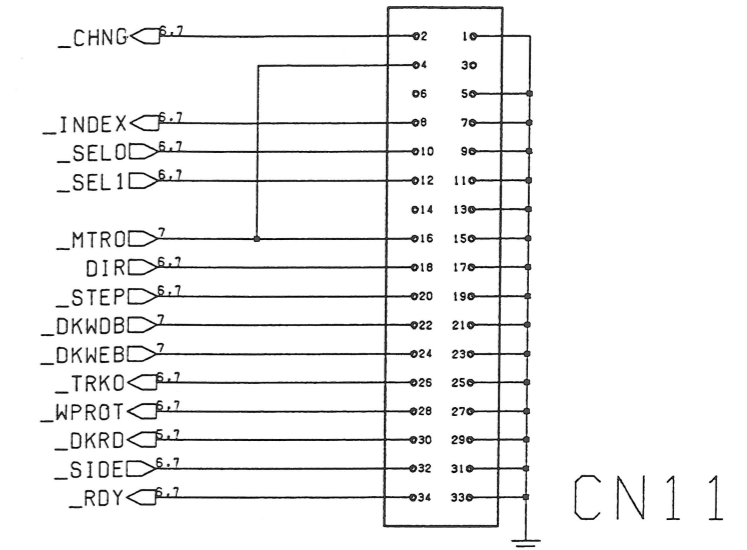 _CHNG 6,7 2 1
4 3
6 5
_INDEX 6,7 8 7
_SEL0 6,7 10 9
_SEL1 6,7 12 11
14 13
_MTR0 7 16 15
DIR 6,7 18 17
_STEP 6,7 20 19
_DKWDB 7 22 21
_DKWEB 7 24 23
_TRK0 6,7 26 25
_WPROT 6,7 28 27
_DKRD 6,7 30 29
_SIDE 6,7 32 31
_RDY 6,7 34 33
CN11